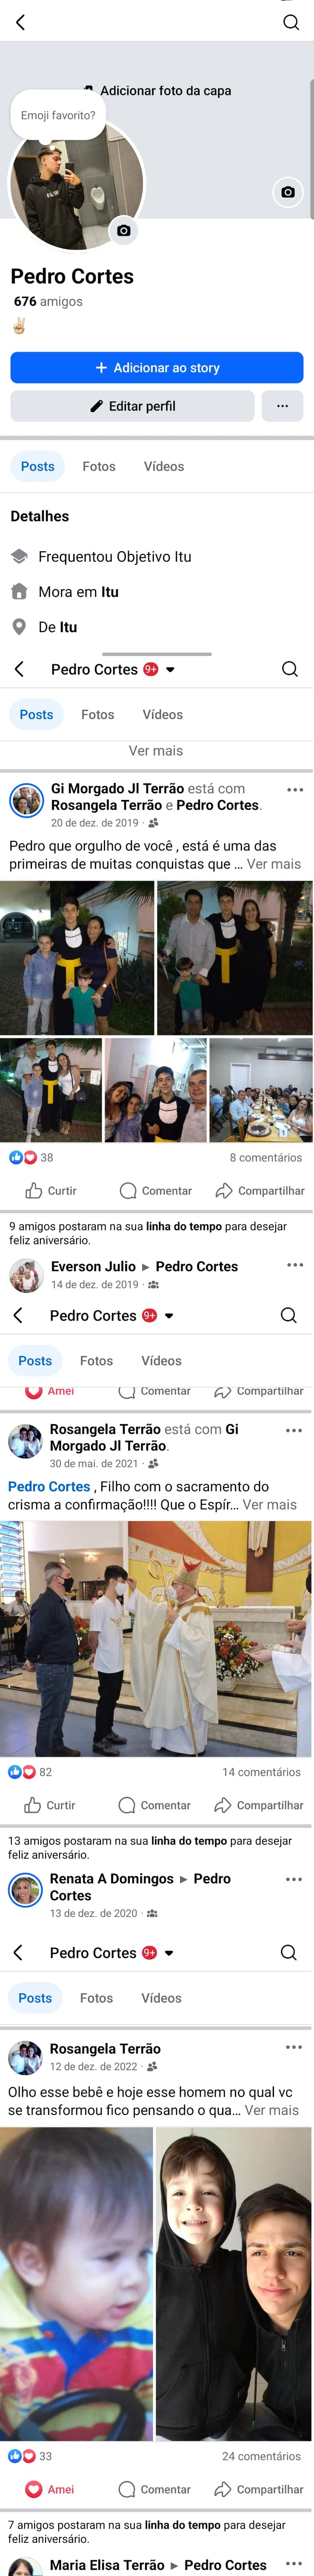 Adicionar foto da capa
Emoji favorito?
Pedro Cortes
676 amigos
✌🏼
+ Adicionar ao story
Editar perfil
...
Posts Fotos Vídeos
Detalhes
Frequentou Objetivo Itu
Mora em Itu
De Itu
Pedro Cortes 9+
Posts Fotos Vídeos
Ver mais
Gi Morgado Jl Terrão está com
Rosangela Terrão e Pedro Cortes.
20 de dez. de 2019 ·
Pedro que orgulho de você , está é uma das
primeiras de muitas conquistas que ... Ver mais
38 8 comentários
Curtir Comentar Compartilhar
9 amigos postaram na sua linha do tempo para desejar
feliz aniversário.
Everson Julio ▸ Pedro Cortes
14 de dez. de 2019 ·
Pedro Cortes 9+
Posts Fotos Vídeos
Amei Comentar Compartilhar
Rosangela Terrão está com Gi
Morgado Jl Terrão.
30 de mai. de 2021 ·
Pedro Cortes , Filho com o sacramento do
crisma a confirmação!!!! Que o Espír... Ver mais
82 14 comentários
Curtir Comentar Compartilhar
13 amigos postaram na sua linha do tempo para desejar
feliz aniversário.
Renata A Domingos ▸ Pedro
Cortes
13 de dez. de 2020 ·
Pedro Cortes 9+
Posts Fotos Vídeos
Rosangela Terrão
12 de dez. de 2022 ·
Olho esse bebê e hoje esse homem no qual vc
se transformou fico pensando o qua... Ver mais
33 24 comentários
Amei Comentar Compartilhar
7 amigos postaram na sua linha do tempo para desejar
feliz aniversário.
Maria Elisa Terrão ▸ Pedro Cortes